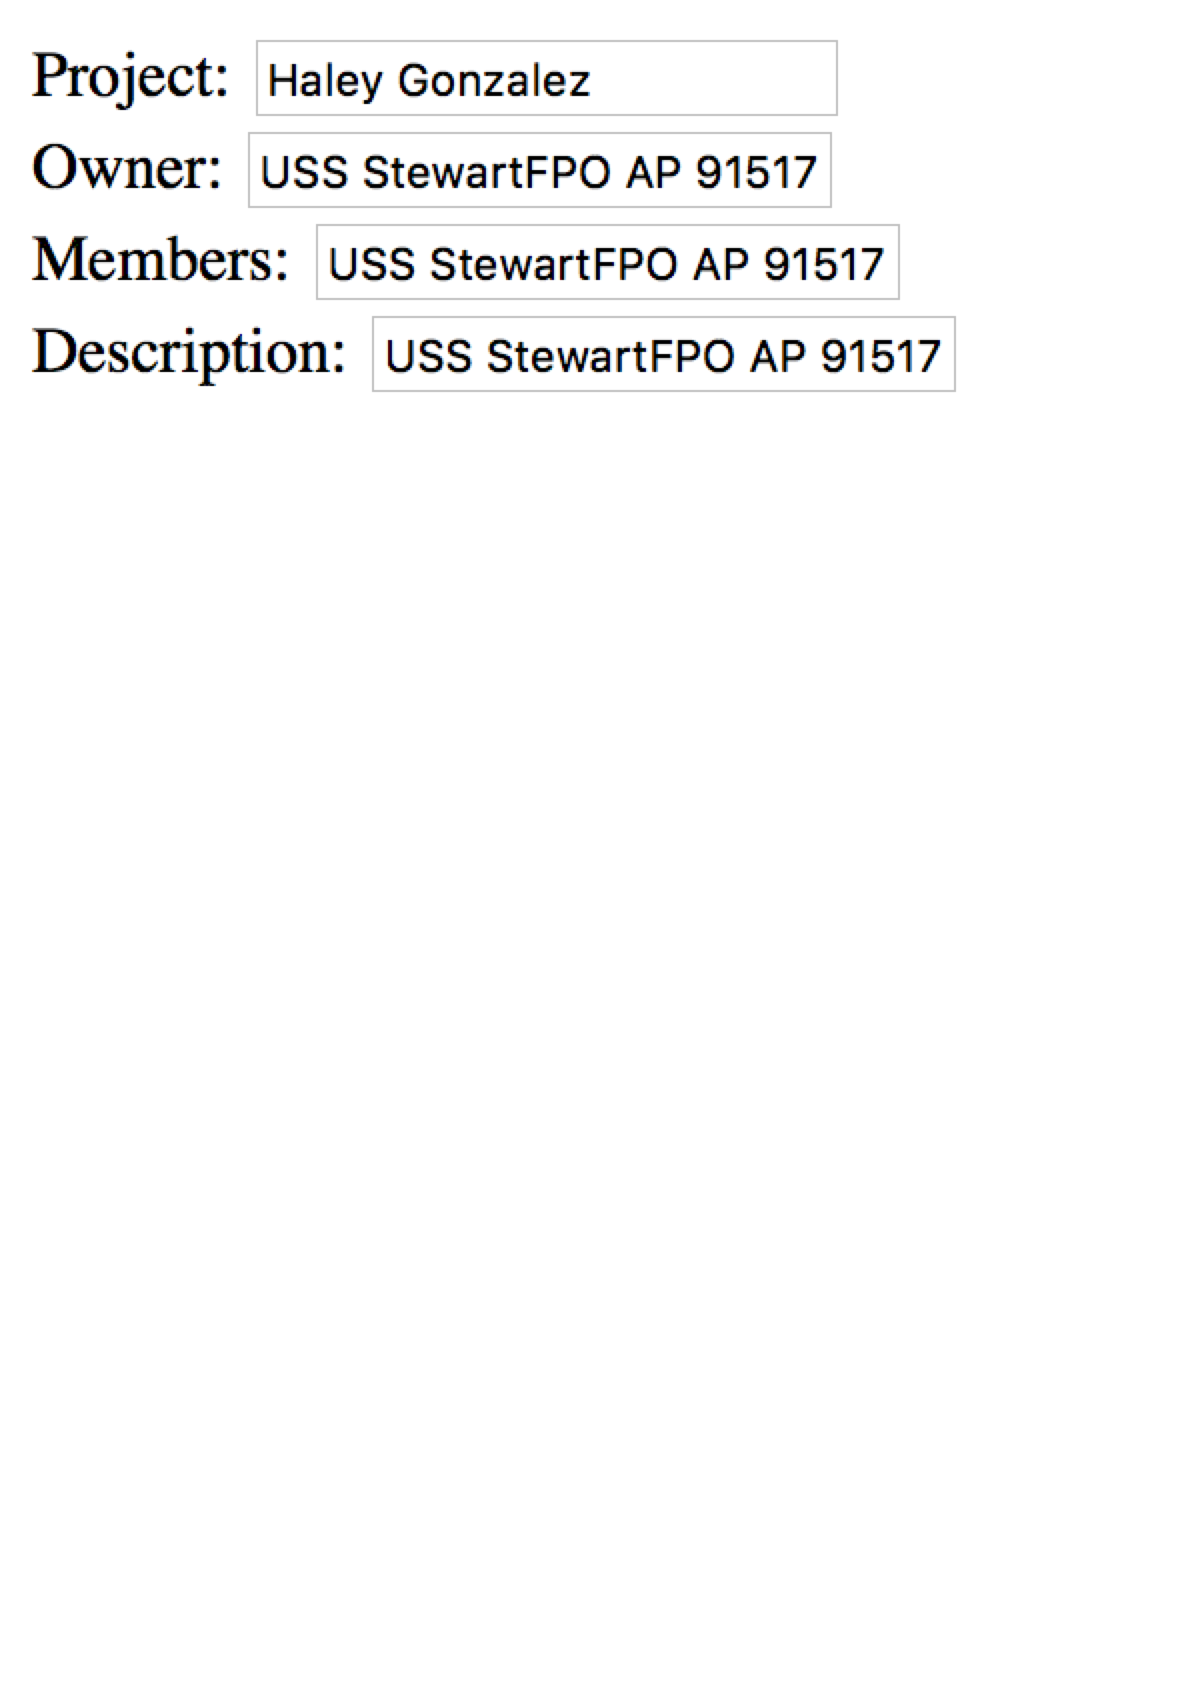 Project: Haley Gonzalez
Owner: USS StewartFPO AP 91517
Members: USS StewartFPO AP 91517
Description: USS StewartFPO AP 91517